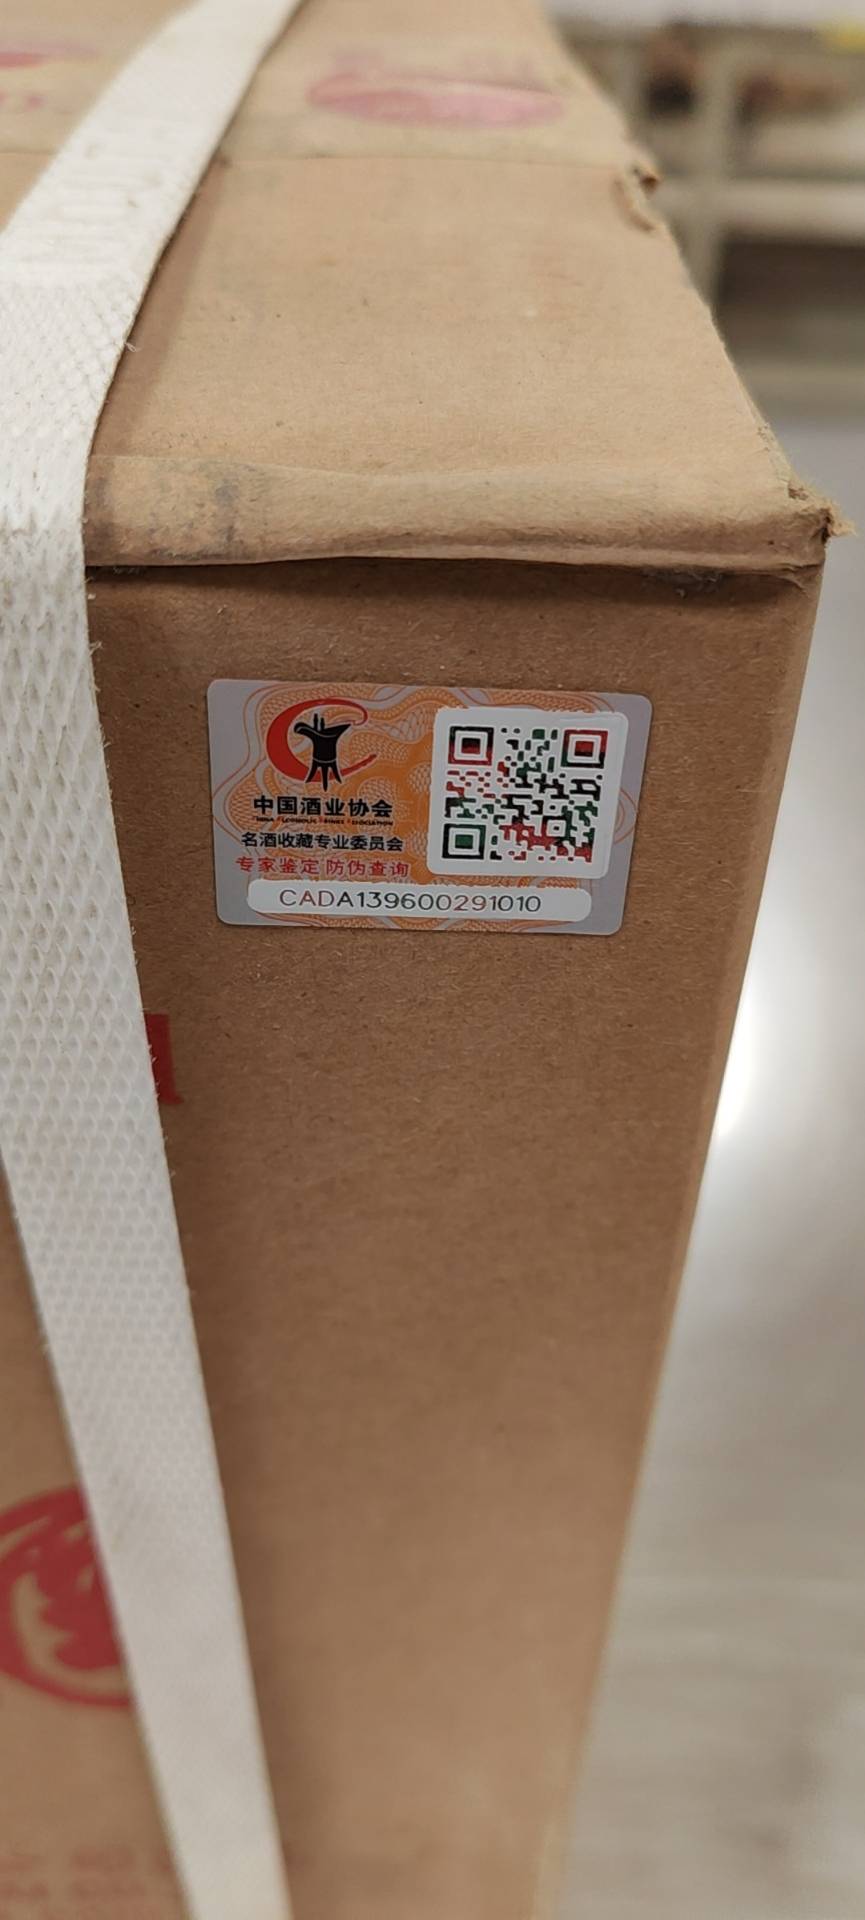 中国酒业协会
名酒收藏专业委员会
专家鉴定 防伪查询
CADA139600291010